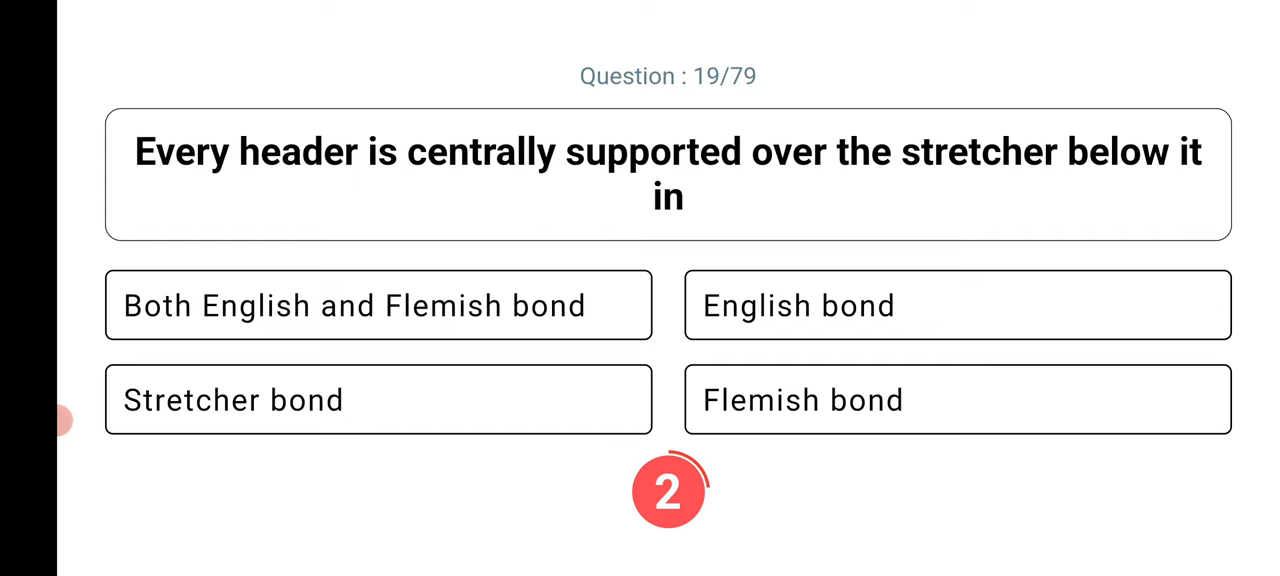 Question : 19/79
Every header is centrally supported over the stretcher below it
in
Both English and Flemish bond
English bond
Stretcher bond
Flemish bond
2